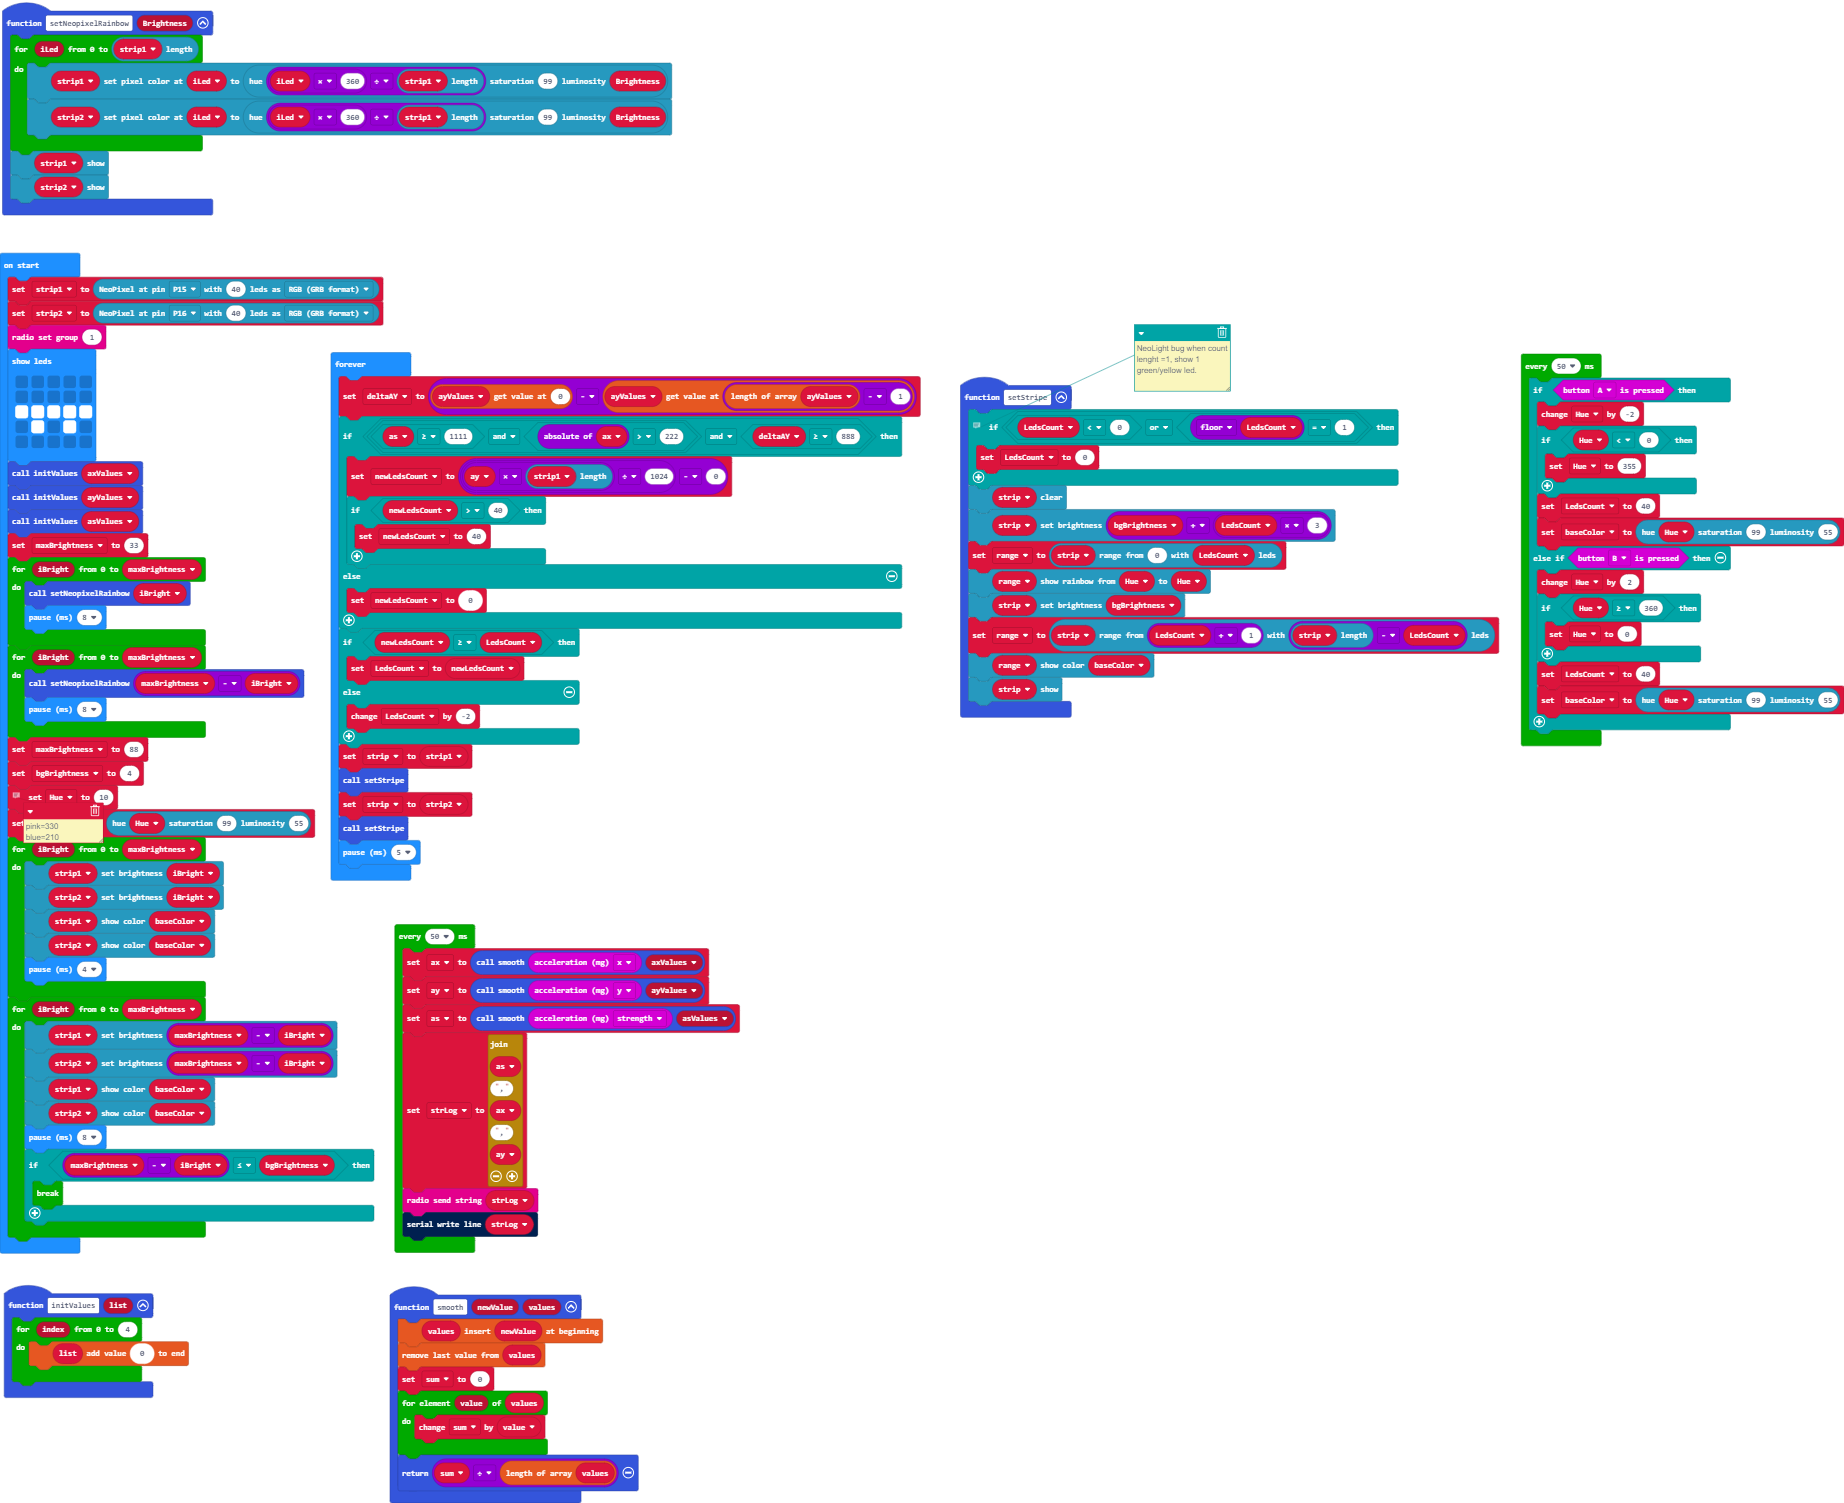 function setNeopixelRainbow Brightness
for iLed from 0 to strip1 length
do
strip1 set pixel color at iLed to hue iLed × 360 ÷ strip1 length saturation 99 luminosity Brightness
strip2 set pixel color at iLed to hue iLed × 360 ÷ strip1 length saturation 99 luminosity Brightness
strip1 show
strip2 show
on start
set strip1 to NeoPixel at pin P15 with 40 leds as RGB (GRB format)
set strip2 to NeoPixel at pin P16 with 40 leds as RGB (GRB format)
radio set group 1
show leds
call initValues axValues
call initValues ayValues
call initValues asValues
set maxBrightness to 33
for iBright from 0 to maxBrightness
do
call setNeopixelRainbow iBright
pause (ms) 8
for iBright from 0 to maxBrightness
do
call setNeopixelRainbow maxBrightness - iBright
pause (ms) 8
set maxBrightness to 88
set bgBrightness to 4
set Hue to 10
set hue Hue saturation 99 luminosity 55
pink=330
blue=210
for iBright from 0 to maxBrightness
do
strip1 set brightness iBright
strip2 set brightness iBright
strip1 show color baseColor
strip2 show color baseColor
pause (ms) 4
for iBright from 0 to maxBrightness
do
strip1 set brightness maxBrightness - iBright
strip2 set brightness maxBrightness - iBright
strip1 show color baseColor
strip2 show color baseColor
pause (ms) 8
if maxBrightness - iBright ≤ bgBrightness then
break
forever
set deltaAY to ayValues get value at 0 - ayValues get value at length of array ayValues - 1
if as ≥ 1111 and absolute of ax > 222 and deltaAY ≥ 888 then
set newLedsCount to ay × strip1 length ÷ 1024 - 0
if newLedsCount > 40 then
set newLedsCount to 40
else
set newLedsCount to 0
if newLedsCount ≥ LedsCount then
set LedsCount to newLedsCount
else
change LedsCount by -2
set strip to strip1
call setStripe
set strip to strip2
call setStripe
pause (ms) 5
NeoLight bug when count
lenght =1, show 1
green/yellow led.
function setStripe
if LedsCount < 0 or floor LedsCount = 1 then
set LedsCount to 0
strip clear
strip set brightness bgBrightness + LedsCount × 3
set range to strip range from 0 with LedsCount leds
range show rainbow from Hue to Hue
strip set brightness bgBrightness
set range to strip range from LedsCount + 1 with strip length - LedsCount leds
range show color baseColor
strip show
every 50 ms
if button A is pressed then
change Hue by -2
if Hue < 0 then
set Hue to 355
set LedsCount to 40
set baseColor to hue Hue saturation 99 luminosity 55
else if button B is pressed then
change Hue by 2
if Hue ≥ 360 then
set Hue to 0
set LedsCount to 40
set baseColor to hue Hue saturation 99 luminosity 55
every 50 ms
set ax to call smooth acceleration (mg) x axValues
set ay to call smooth acceleration (mg) y ayValues
set as to call smooth acceleration (mg) strength asValues
join
as
","
set strLog to ax
","
ay
radio send string strLog
serial write line strLog
function initValues list
for index from 0 to 4
do
list add value 0 to end
function smooth newValue values
values insert newValue at beginning
remove last value from values
set sum to 0
for element value of values
do
change sum by value
return sum ÷ length of array values